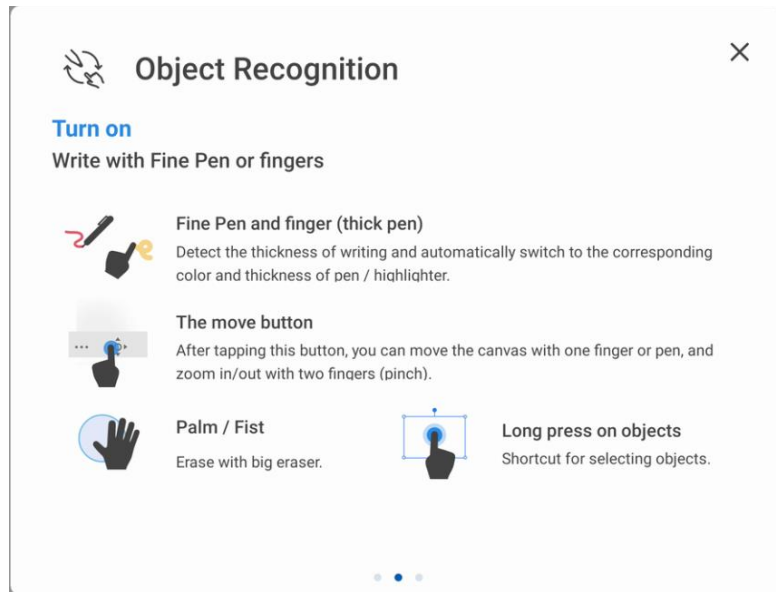 Object Recognition
Turn on
Write with Fine Pen or fingers
Fine Pen and finger (thick pen)
Detect the thickness of writing and automatically switch to the corresponding
color and thickness of pen / highlighter.
The move button
After tapping this button, you can move the canvas with one finger or pen, and
zoom in/out with two fingers (pinch).
Palm / Fist
Erase with big eraser.
Long press on objects
Shortcut for selecting objects.